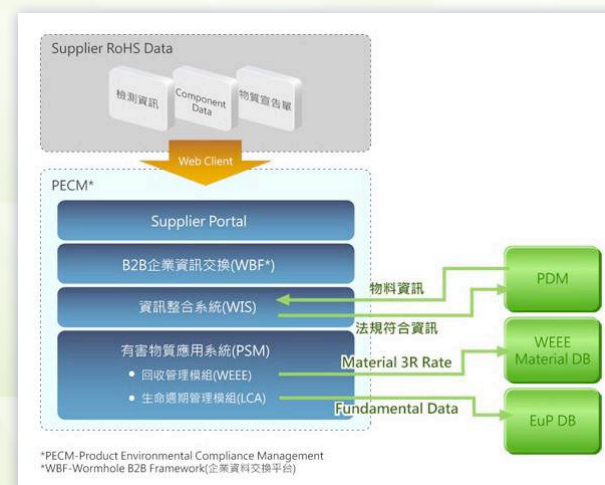 Supplier RoHS Data
檢測資訊
Component
Data
物質宣告單
Web Client
PECM*
Supplier Portal
B2B企業資訊交換(WBF*)
資訊整合系統(WIS)
有害物質應用系統(PSM)
• 回收管理模組(WEEE)
• 生命週期管理模組(LCA)
物料資訊
法規符合資訊
Material 3R Rate
Fundamental Data
PDM
WEEE
Material DB
EuP DB
*PECM-Product Environmental Compliance Management
*WBF-Wormhole B2B Framework(企業資料交換平台)